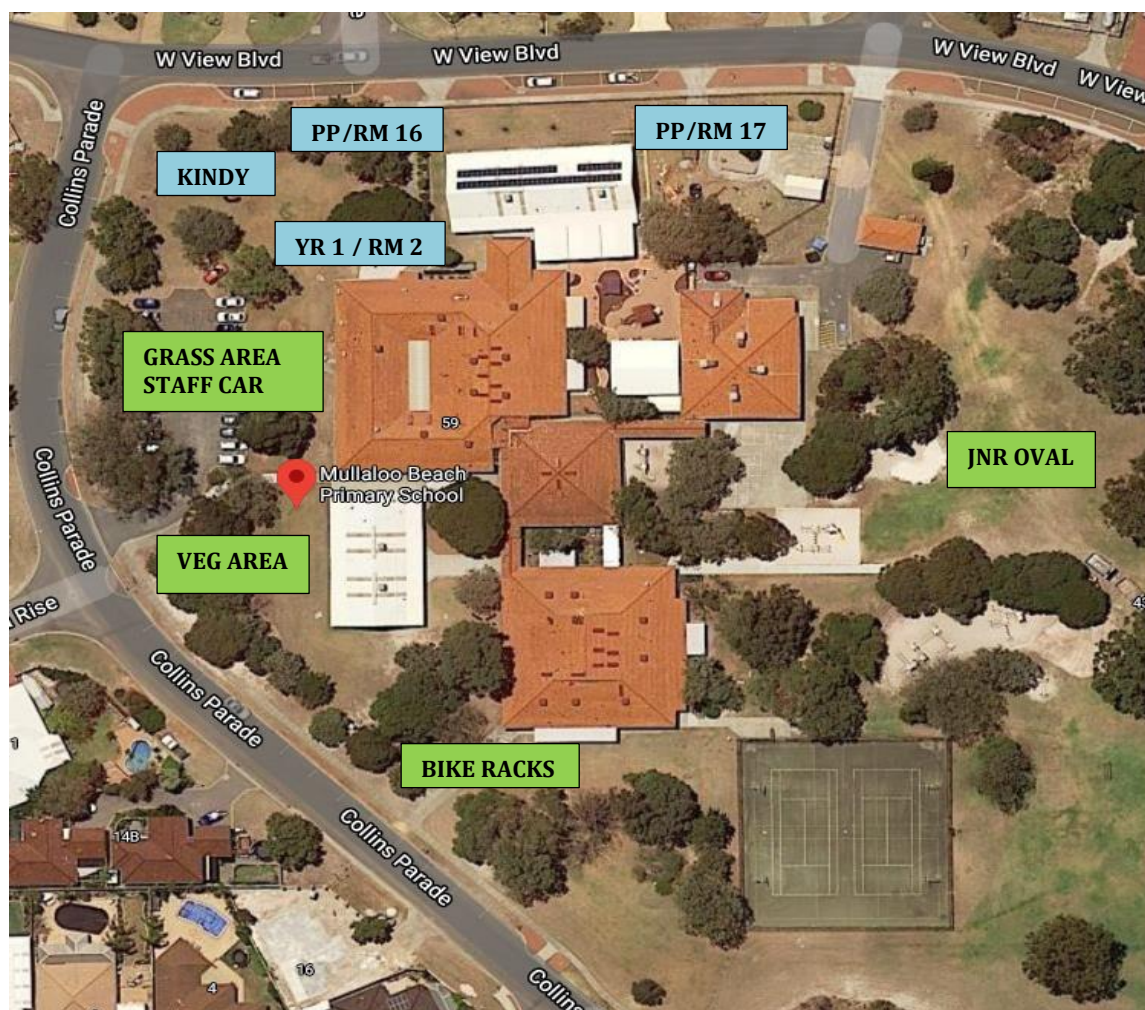 W View Blvd
W View Blvd
W View Blvd
W View
Collins Parade
PP/RM 16
PP/RM 17
KINDY
YR 1 / RM 2
GRASS AREA
STAFF CAR
59
Mullaloo Beach
Primary School
JNR OVAL
Collins Parade
VEG AREA
Rise
Collins Parade
1
BIKE RACKS
14B
Collins Parade
16
4
Collins